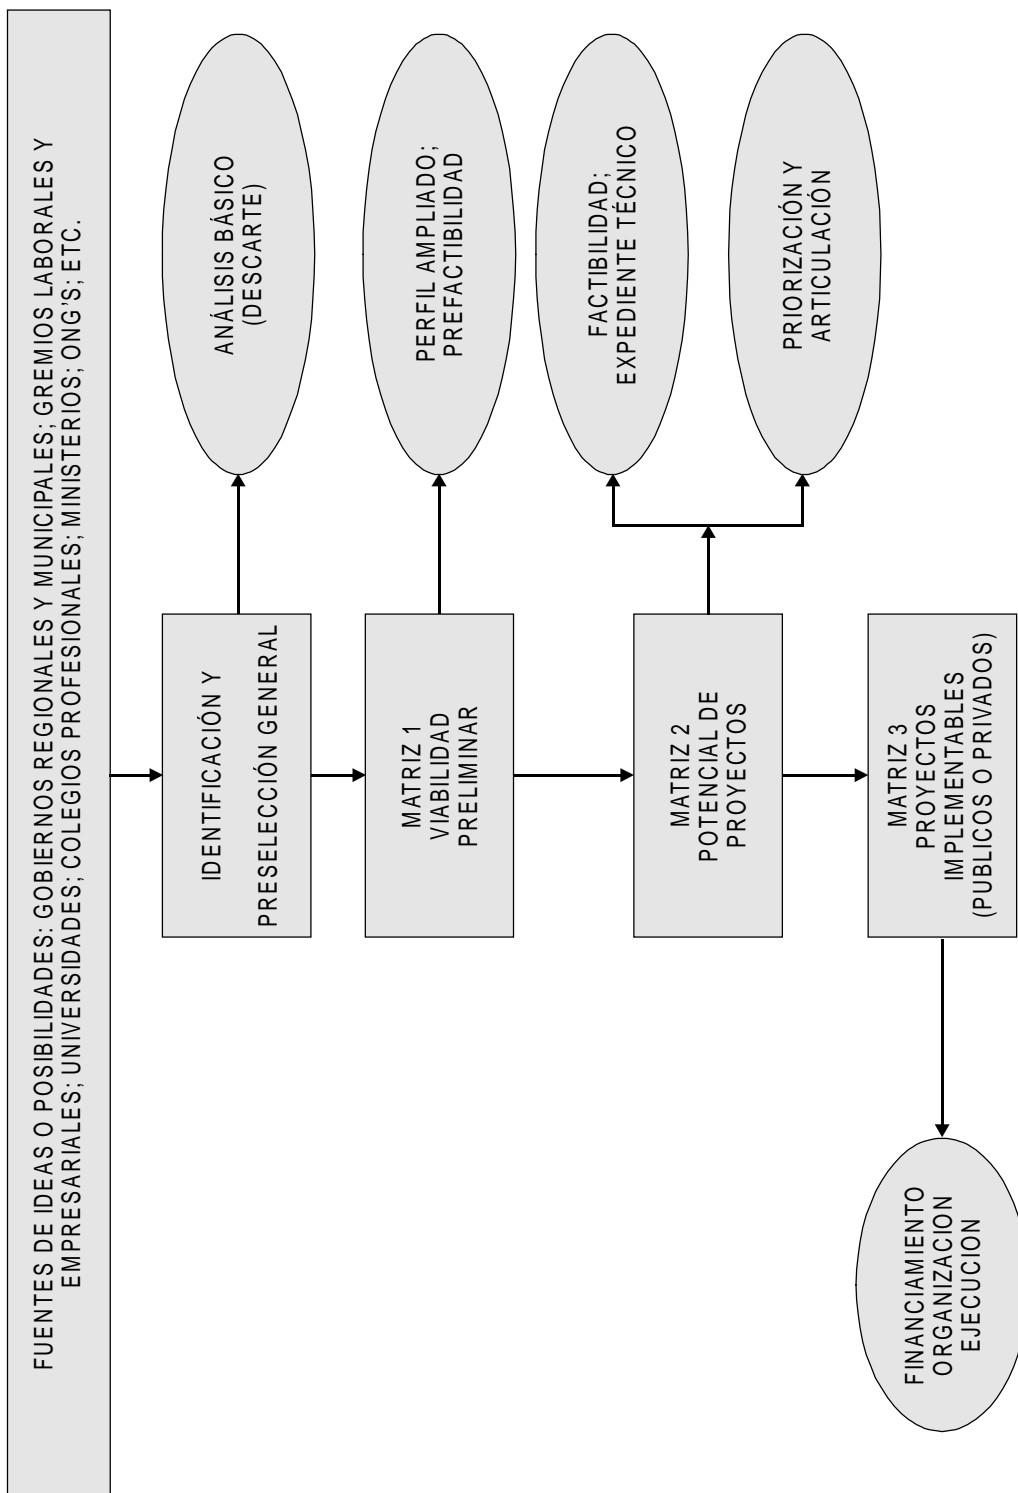 FUENTES DE IDEAS O POSIBILIDADES: GOBIERNOS REGIONALES Y MUNICIPALES; GREMIOS LABORALES Y
EMPRESARIALES; UNIVERSIDADES; COLEGIOS PROFESIONALES; MINISTERIOS; ONG'S; ETC.
IDENTIFICACIÓN Y
PRESELECCIÓN GENERAL
ANÁLISIS BÁSICO
(DESCARTE)
MATRIZ 1
VIABILIDAD
PRELIMINAR
PERFIL AMPLIADO;
PREFACTIBILIDAD
MATRIZ 2
POTENCIAL DE
PROYECTOS
FACTIBILIDAD;
EXPEDIENTE TÉCNICO
PRIORIZACIÓN Y
ARTICULACIÓN
MATRIZ 3
PROYECTOS
IMPLEMENTABLES
(PUBLICOS O PRIVADOS)
FINANCIAMIENTO
ORGANIZACION
EJECUCION